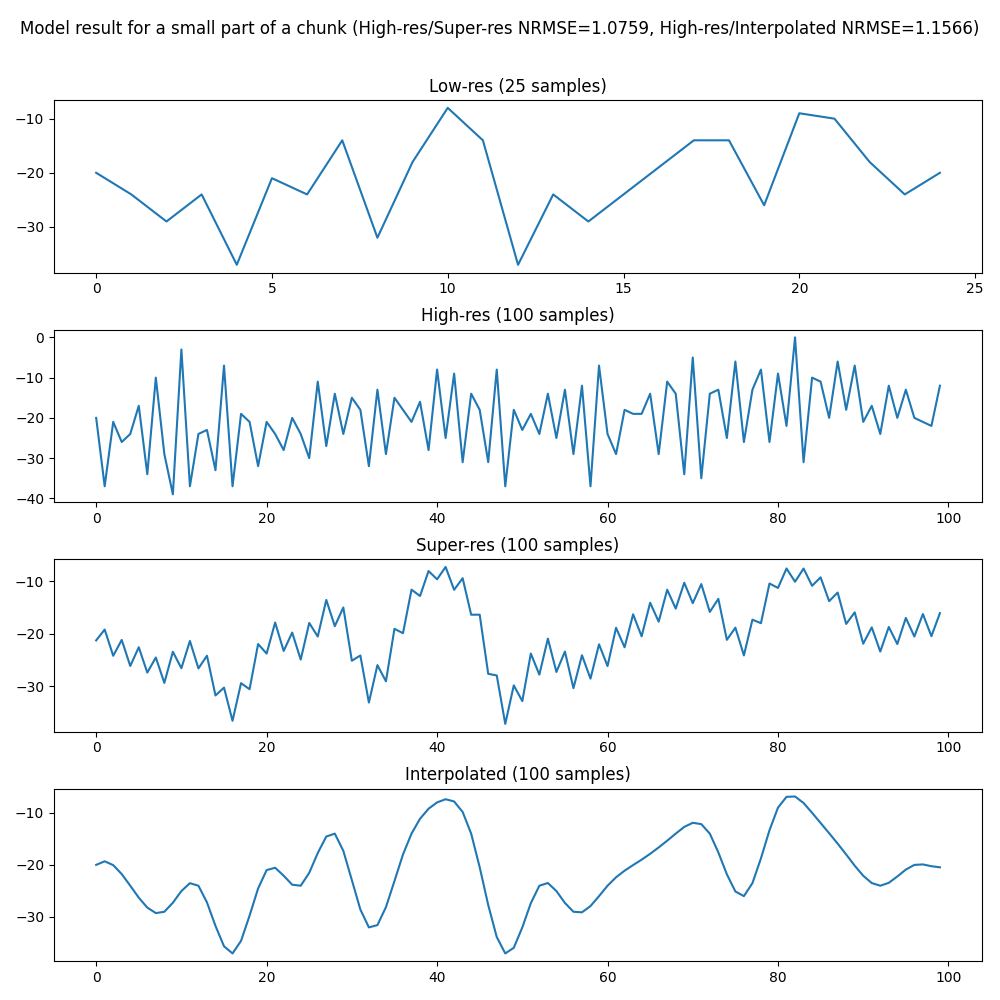 Model result for a small part of a chunk (High-res/Super-res NRMSE=1.0759, High-res/Interpolated NRMSE=1.1566)
Low-res (25 samples)
−10
−20
−30
0 5 10 15 20 25
High-res (100 samples)
0
−10
−20
−30
−40
0 20 40 60 80 100
Super-res (100 samples)
−10
−20
−30
0 20 40 60 80 100
Interpolated (100 samples)
−10
−20
−30
0 20 40 60 80 100